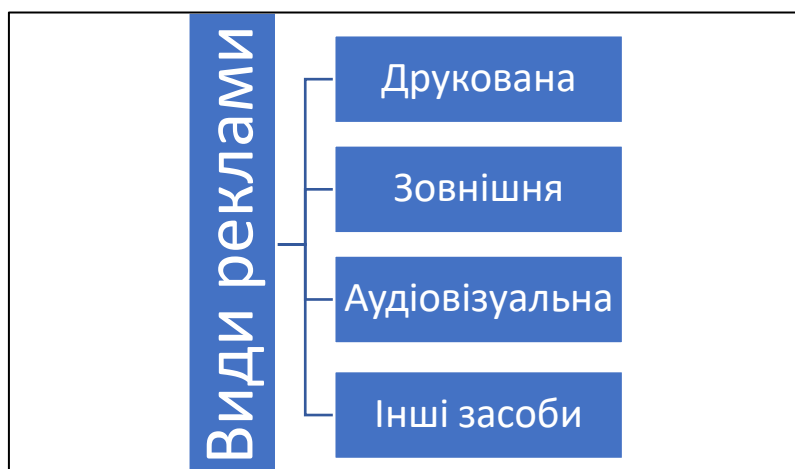 Види реклами
Друкована
Зовнішня
Аудіовізуальна
Інші засоби